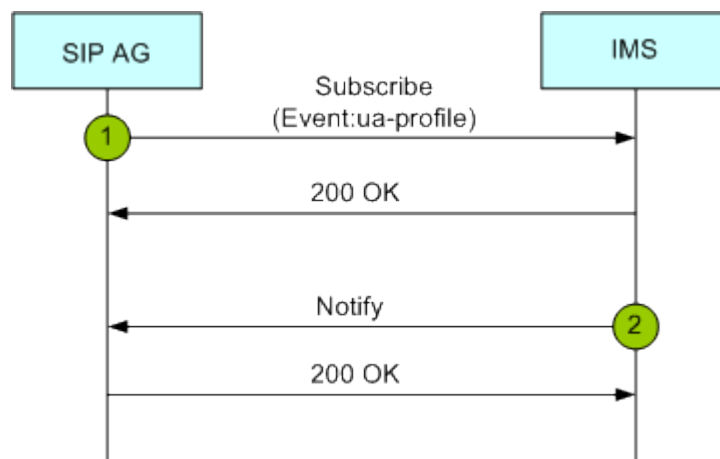 SIP AG
IMS
Subscribe
(Event:ua-profile)
1
200 OK
Notify
2
200 OK